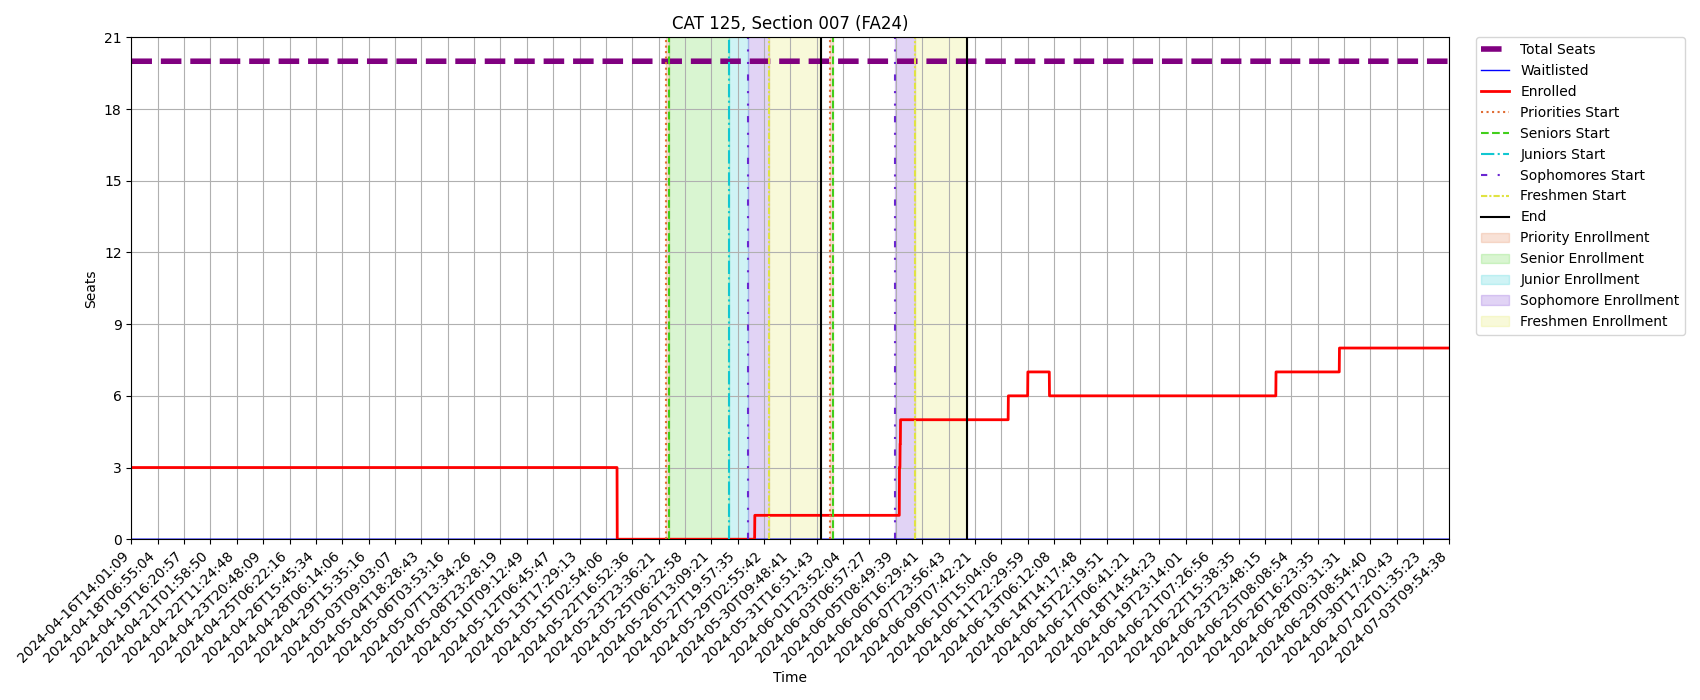 CAT 125, Section 007 (FA24)
21
18
15
12
9
6
3
0
Seats
2024-04-16T14:01:09
2024-04-18T06:55:04
2024-04-19T16:20:57
2024-04-21T01:58:50
2024-04-22T11:24:48
2024-04-23T20:48:09
2024-04-25T06:22:16
2024-04-26T15:45:34
2024-04-28T06:14:06
2024-04-29T15:35:16
2024-05-03T09:03:07
2024-05-04T18:28:43
2024-05-06T03:53:16
2024-05-07T13:34:26
2024-05-08T23:28:19
2024-05-10T09:12:49
2024-05-12T06:45:47
2024-05-13T17:29:13
2024-05-15T02:54:06
2024-05-22T16:52:36
2024-05-23T23:36:21
2024-05-25T06:22:58
2024-05-26T13:09:21
2024-05-27T19:57:35
2024-05-29T02:55:42
2024-05-30T09:48:41
2024-05-31T16:51:43
2024-06-01T23:52:04
2024-06-03T06:57:27
2024-06-05T08:49:39
2024-06-06T16:29:41
2024-06-07T23:56:43
2024-06-09T07:42:21
2024-06-10T15:04:06
2024-06-11T22:29:59
2024-06-13T06:12:08
2024-06-14T14:17:48
2024-06-15T22:19:51
2024-06-17T06:41:21
2024-06-18T14:54:23
2024-06-19T23:14:01
2024-06-21T07:26:56
2024-06-22T15:38:35
2024-06-23T23:48:15
2024-06-25T08:08:54
2024-06-26T16:23:35
2024-06-28T00:31:31
2024-06-29T08:54:40
2024-06-30T17:20:43
2024-07-02T01:35:23
2024-07-03T09:54:38
Time
Total Seats
Waitlisted
Enrolled
Priorities Start
Seniors Start
Juniors Start
Sophomores Start
Freshmen Start
End
Priority Enrollment
Senior Enrollment
Junior Enrollment
Sophomore Enrollment
Freshmen Enrollment